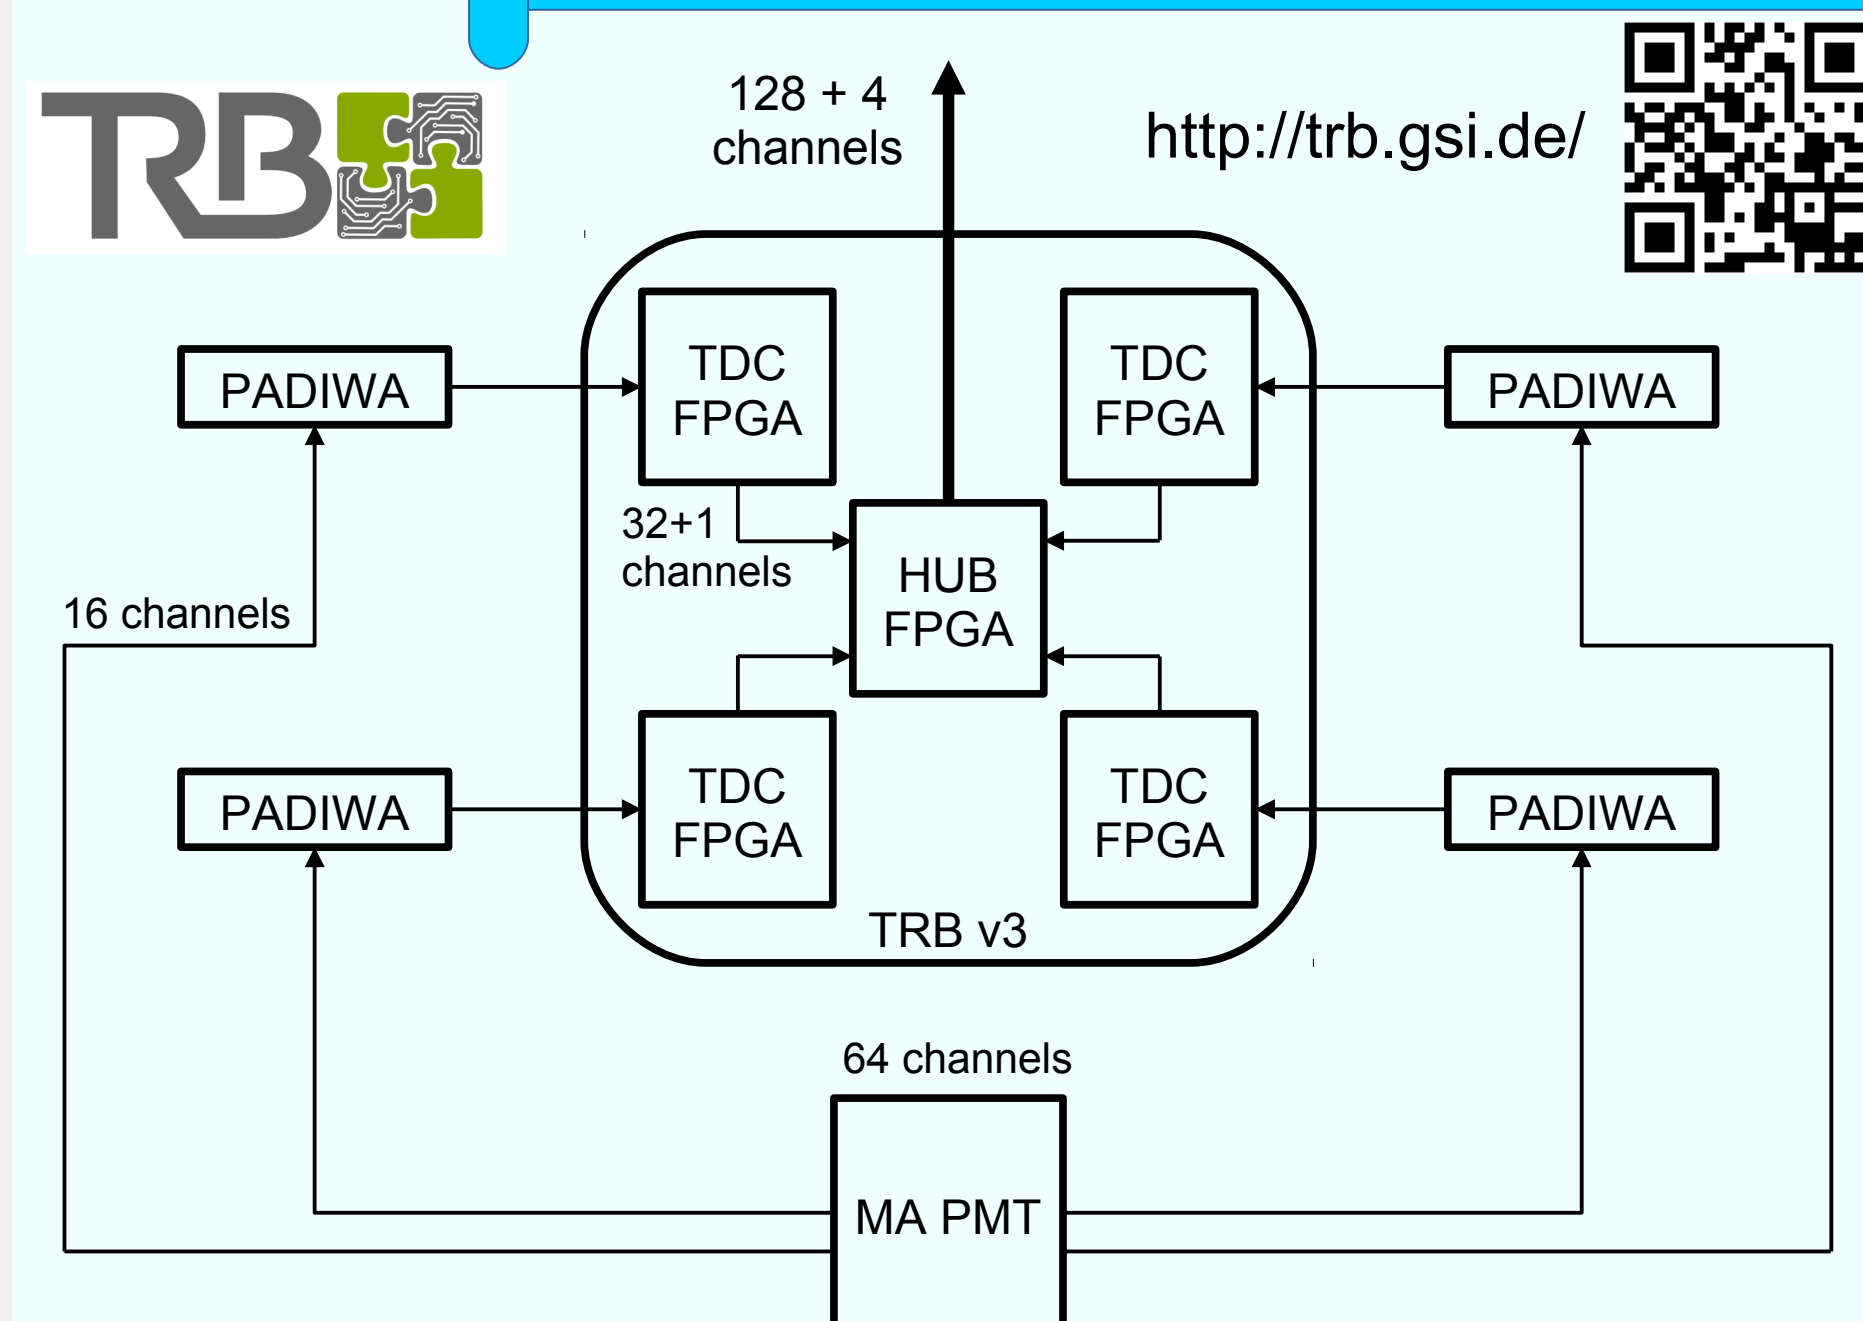 TRB
128 + 4
channels
http://trb.gsi.de/
PADIWA
TDC
FPGA
TDC
FPGA
PADIWA
32+1
channels
HUB
FPGA
16 channels
PADIWA
TDC
FPGA
TDC
FPGA
PADIWA
TRB v3
64 channels
MA PMT